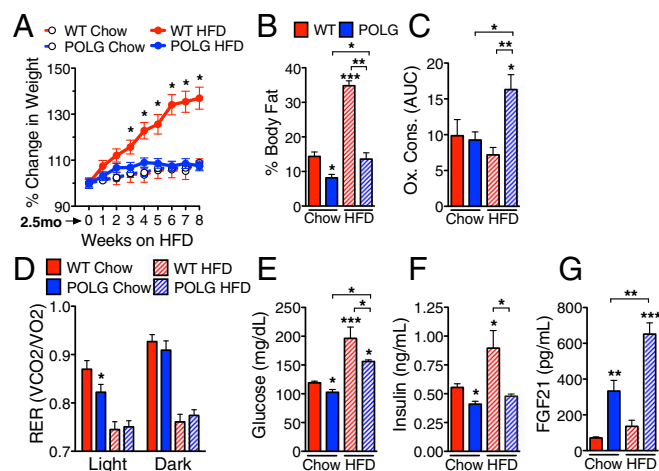 A
WT Chow WT HFD
POLG Chow POLG HFD
% Change in Weight
140
120
100
* * * * * *
0 1 2 3 4 5 6 7 8
2.5mo
Weeks on HFD
B
WT POLG
% Body Fat
40
30
20
10
0
*
**
***
*
Chow HFD
C
Ox. Cons. (AUC)
20
15
10
5
0
*
**
*
Chow HFD
D
WT Chow WT HFD
POLG Chow POLG HFD
RER (VCO2/VO2)
1.0
0.9
0.8
0.7
*
Light Dark
E
Glucose (mg/dL)
250
200
150
100
50
0
*
*
***
*
*
Chow HFD
F
Insulin (ng/mL)
1.25
1.00
0.75
0.50
0.25
0.00
*
*
*
Chow HFD
G
FGF21 (pg/mL)
800
600
400
200
0
**
***
**
Chow HFD